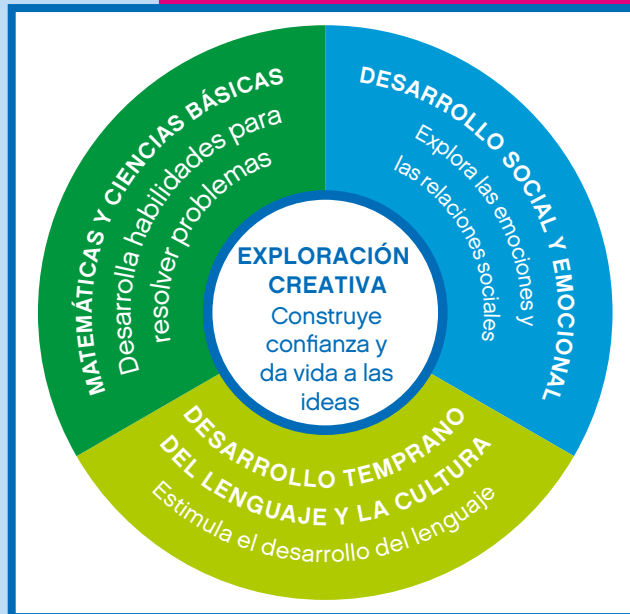 MATEMÁTICAS Y CIENCIAS BÁSICAS
Desarrolla habilidades para
resolver problemas
DESARROLLO SOCIAL Y EMOCIONAL
Explora las emociones y
las relaciones sociales
EXPLORACIÓN
CREATIVA
Construye
confianza y
da vida a las
ideas
DESARROLLO TEMPRANO
DEL LENGUAJE Y LA CULTURA
Estimula el desarrollo del lenguaje